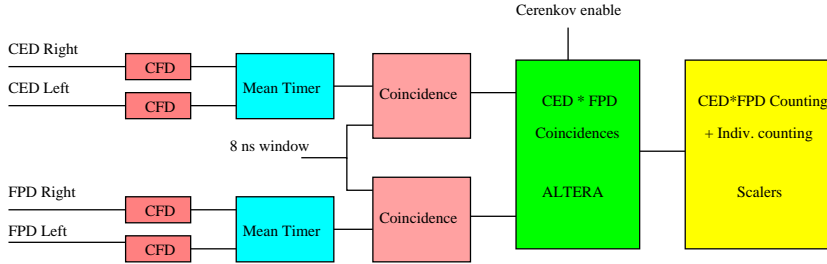 Cerenkov enable
CED Right
CFD
CED Left
CFD
Mean Timer
Coincidence
CED * FPD
Coincidences
ALTERA
CED*FPD Counting
+ Indiv. counting
Scalers
8 ns window
FPD Right
CFD
FPD Left
CFD
Mean Timer
Coincidence